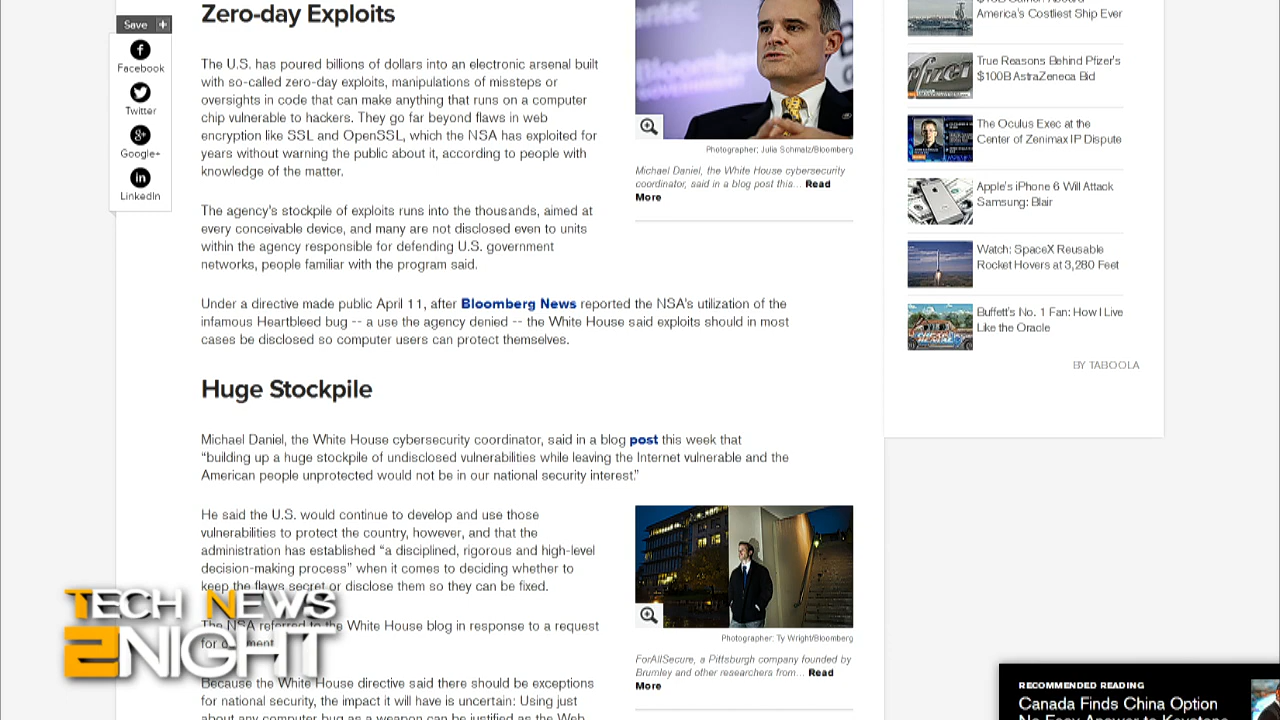 Save +
Facebook
Twitter
Google+
LinkedIn
Zero-day Exploits
The U.S. has poured billions of dollars into an electronic arsenal built
with so-called zero-day exploits, manipulations of missteps or
oversights in code that can make anything that runs on a computer
chip vulnerable to hackers. They go far beyond flaws in web
encryption like SSL and OpenSSL, which the NSA has exploited for
years without warning the public about it, according to people with
knowledge of the matter.
The agency's stockpile of exploits runs into the thousands, aimed at
every conceivable device, and many are not disclosed even to units
within the agency responsible for defending U.S. government
networks, people familiar with the program said.
Under a directive made public April 11, after Bloomberg News reported the NSA's utilization of the
infamous Heartbleed bug -- a use the agency denied -- the White House said exploits should in most
cases be disclosed so computer users can protect themselves.
Huge Stockpile
Michael Daniel, the White House cybersecurity coordinator, said in a blog post this week that
“building up a huge stockpile of undisclosed vulnerabilities while leaving the Internet vulnerable and the
American people unprotected would not be in our national security interest.”
He said the U.S. would continue to develop and use those
vulnerabilities to protect the country, however, and that the
administration has established “a disciplined, rigorous and high-level
decision-making process” when it comes to deciding whether to
keep the flaws secret or disclose them so they can be fixed.
The NSA referred to the White House blog in response to a request
for
Because the White House directive said there should be exceptions
for national security, the impact it will have is uncertain: Using just
about any computer bug as a weapon can be justified as the Web
Photographer: Julia Schmalz/Bloomberg
Michael Daniel, the White House cybersecurity
coordinator, said in a blog post this... Read
More
Photographer: Ty Wright/Bloomberg
ForAllSecure, a Pittsburgh company founded by
Brumley and other researchers from... Read
More
America's Costliest Ship Ever
Pfizer
True Reasons Behind Pfizer's
$100B AstraZeneca Bid
The Oculus Exec at the
Center of Zenimax IP Dispute
Apple's iPhone 6 Will Attack
Samsung: Blair
Watch: SpaceX Reusable
Rocket Hovers at 3,280 Feet
Buffett's No. 1 Fan: How I Live
Like the Oracle
BY TABOOLA
RECOMMENDED READING
Canada Finds China Option
No Easy Answer to Keystone
TECH NEWS
2NIGHT